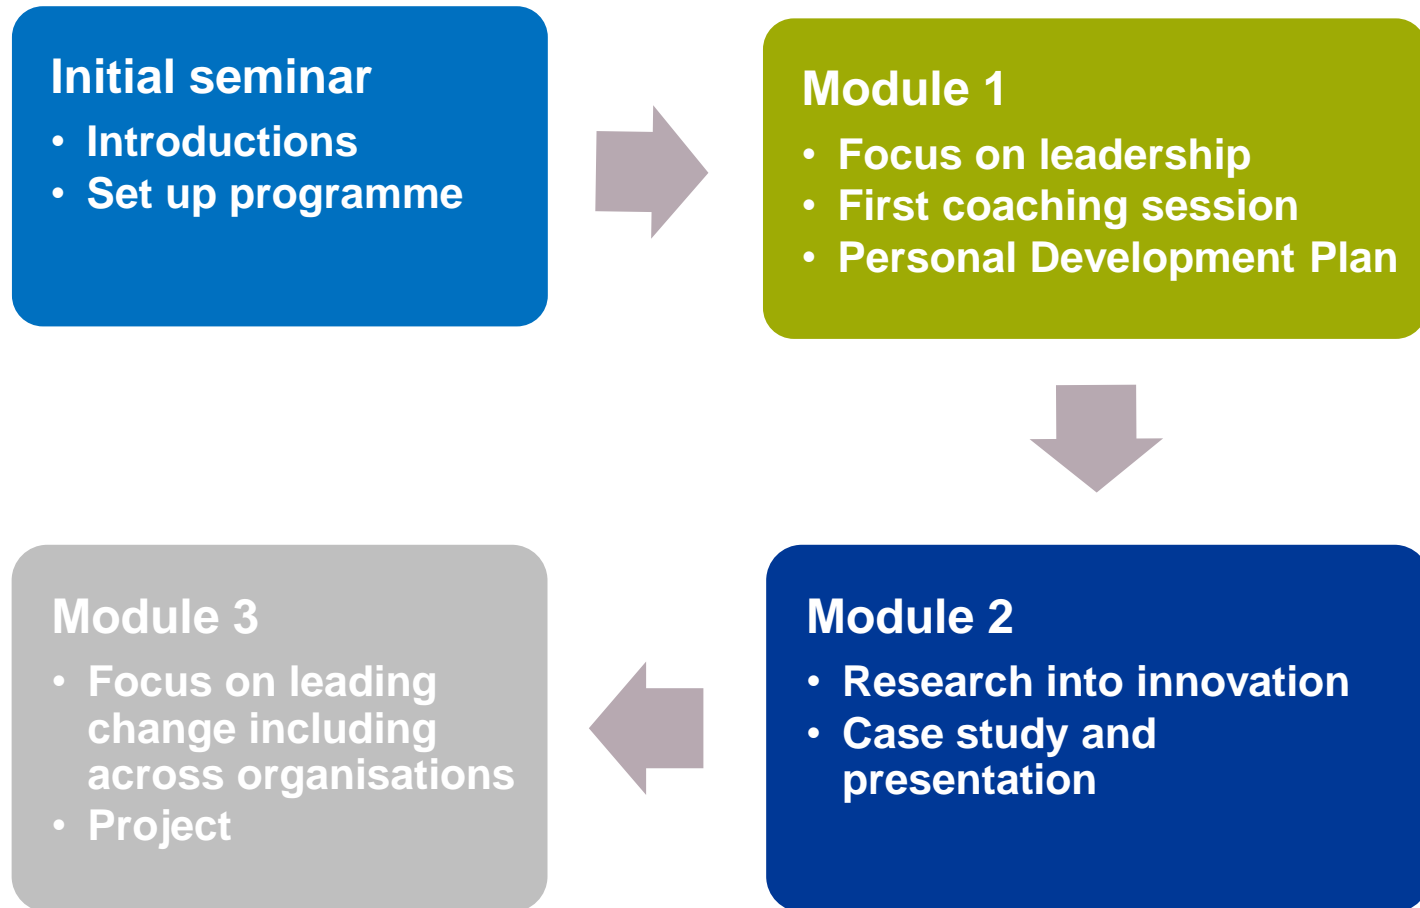 Initial seminar
• Introductions
• Set up programme
Module 1
• Focus on leadership
• First coaching session
• Personal Development Plan
Module 2
• Research into innovation
• Case study and
presentation
Module 3
• Focus on leading
change including
across organisations
• Project